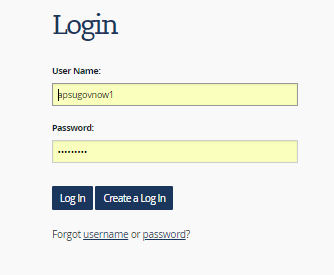 Login
User Name:
apsugovnow1
Password:
•••••••••
Log In Create a Log In
Forgot username or password?